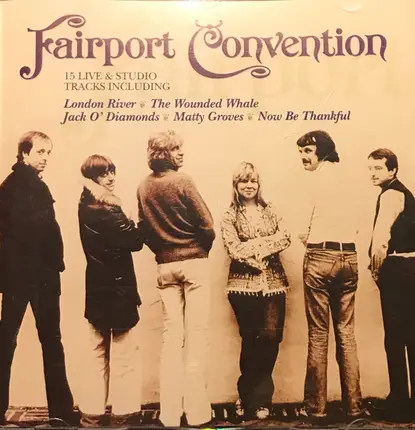 Fairport Convention
15 LIVE & STUDIO
TRACKS INCLUDING
London River ❦ The Wounded Whale
Jack O' Diamonds ❦ Matty Groves ❦ Now Be Thankful